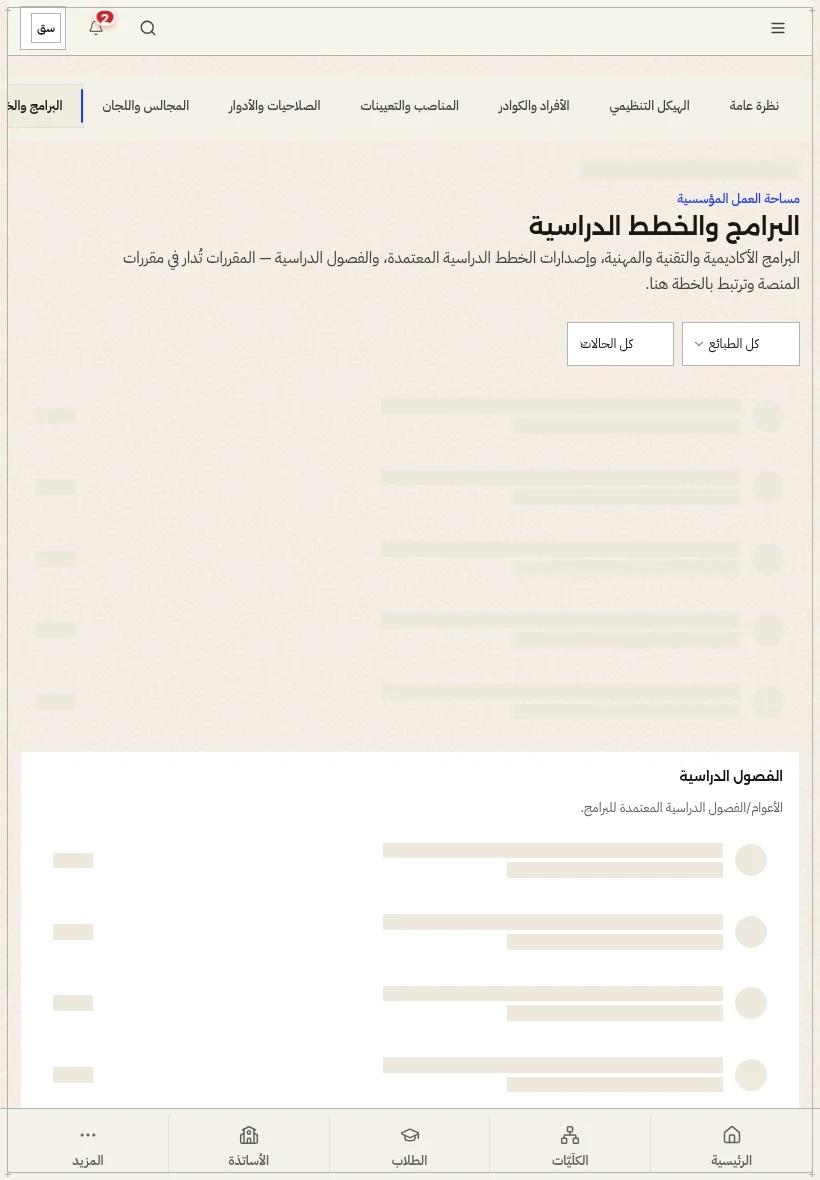 سق
2
نظرة عامة
الهيكل التنظيمي
الأفراد والكوادر
المناصب والتعيينات
الصلاحيات والأدوار
المجالس واللجان
البرامج والخ
مساحة العمل المؤسسية
البرامج والخطط الدراسية
البرامج الأكاديمية والتقنية والمهنية، وإصدارات الخطط الدراسية المعتمدة، والفصول الدراسية — المقررات تُدار في مقررات
المنصة وترتبط بالخطة هنا.
كل الطبائع
كل الحالات
الفصول الدراسية
الأعوام/الفصول الدراسية المعتمدة للبرامج.
الرئيسية
الكلّيّات
الطلاب
الأساتذة
المزيد